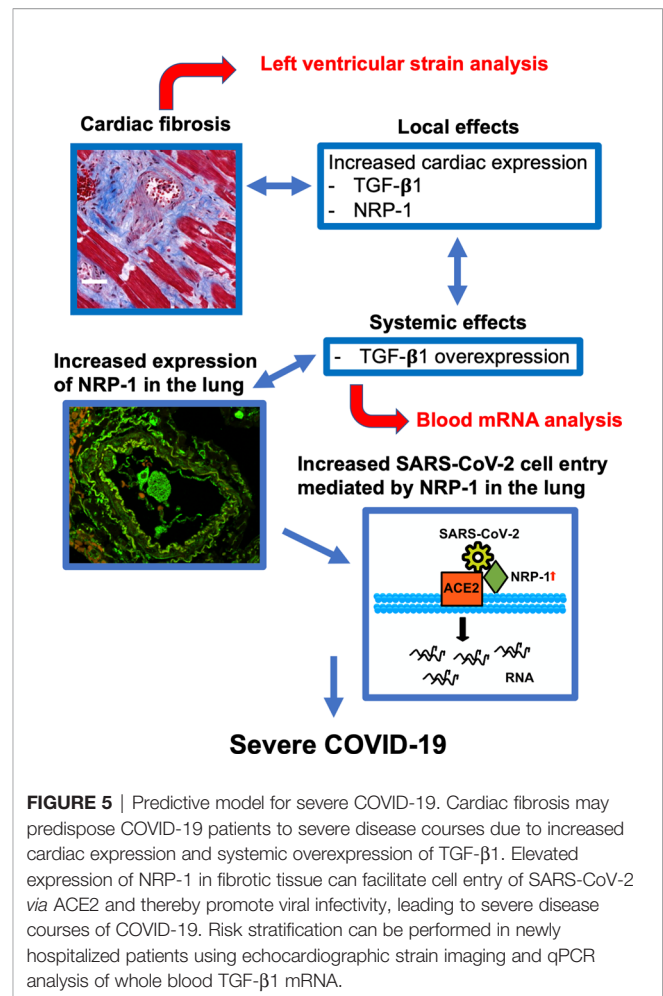 Left ventricular strain analysis
Cardiac fibrosis
Local effects
Increased cardiac expression
- TGF-β1
- NRP-1
Systemic effects
- TGF-β1 overexpression
Increased expression
of NRP-1 in the lung
Blood mRNA analysis
Increased SARS-CoV-2 cell entry
mediated by NRP-1 in the lung
SARS-CoV-2
NRP-1↑
ACE2
RNA
Severe COVID-19
FIGURE 5 | Predictive model for severe COVID-19. Cardiac fibrosis may
predispose COVID-19 patients to severe disease courses due to increased
cardiac expression and systemic overexpression of TGF-β1. Elevated
expression of NRP-1 in fibrotic tissue can facilitate cell entry of SARS-CoV-2
via ACE2 and thereby promote viral infectivity, leading to severe disease
courses of COVID-19. Risk stratification can be performed in newly
hospitalized patients using echocardiographic strain imaging and qPCR
analysis of whole blood TGF-β1 mRNA.